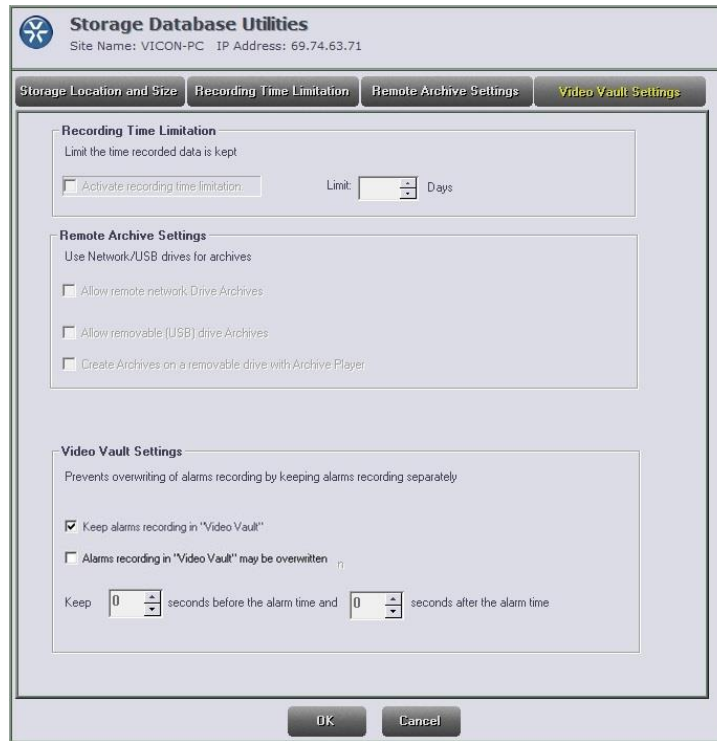 Storage Database Utilities
Site Name: VICON-PC IP Address: 69.74.63.71
Storage Location and Size Recording Time Limitation Remote Archive Settings Video Vault Settings
Recording Time Limitation
Limit the time recorded data is kept
Activate recording time limitation Limit: Days
Remote Archive Settings
Use Network/USB drives for archives
Allow remote network Drive Archives
Allow removable (USB) drive Archives
Create Archives on a removable drive with Archive Player
Video Vault Settings
Prevents overwriting of alarms recording by keeping alarms recording separately
Keep alarms recording in "Video Vault"
Alarms recording in "Video Vault" may be overwritten n
Keep 0 seconds before the alarm time and 0 seconds after the alarm time
OK Cancel